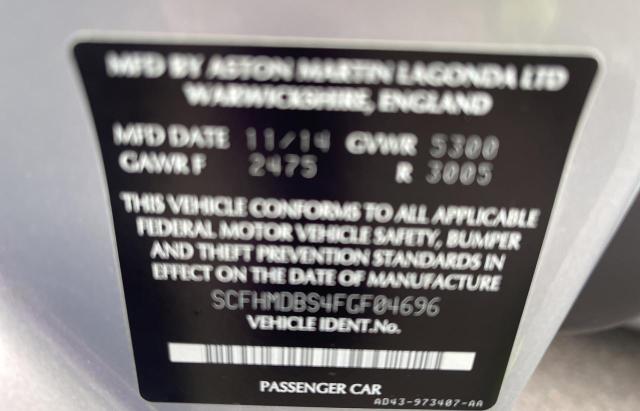 MFD BY ASTON MARTIN LAGONDA LTD
WARWICKSHIRE, ENGLAND
MFD DATE 11/14 GVWR 5300
GAWR F 2475 R 3005
THIS VEHICLE CONFORMS TO ALL APPLICABLE
FEDERAL MOTOR VEHICLE SAFETY, BUMPER
AND THEFT PREVENTION STANDARDS IN
EFFECT ON THE DATE OF MANUFACTURE
SCFHMDBS4FGF04696
VEHICLE IDENT.No.
PASSENGER CAR
AD43-973407-AA